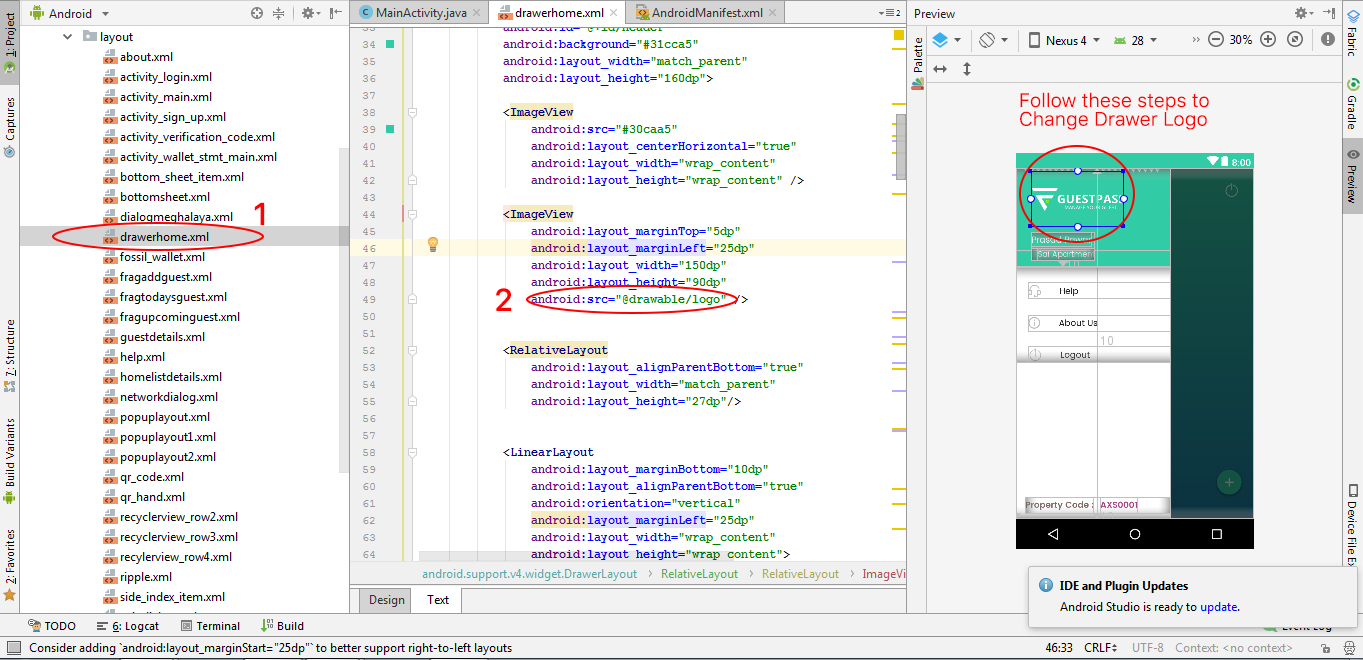 Android
MainActivity.java
drawerhome.xml
AndroidManifest.xml
2
Preview
1: Project
Captures
7: Structure
Build Variants
2: Favorites
layout
about.xml
activity_login.xml
activity_main.xml
activity_sign_up.xml
activity_verification_code.xml
activity_wallet_stmt_main.xml
bottom_sheet_item.xml
bottomsheet.xml
dialogmeghalaya.xml
1
drawerhome.xml
fossil_wallet.xml
fragaddguest.xml
fragtodaysguest.xml
fragupcominguest.xml
guestdetails.xml
help.xml
homelistdetails.xml
networkdialog.xml
popuplayout.xml
popuplayout1.xml
popuplayout2.xml
qr_code.xml
qr_hand.xml
recyclerview_row2.xml
recyclerview_row3.xml
recylerview_row4.xml
ripple.xml
side_index_item.xml
33 android:id="@+id/header"
34 android:background="#31cca5"
35 android:layout_width="match_parent"
36 android:layout_height="160dp">
37
38 <ImageView
39 android:src="#30caa5"
40 android:layout_centerHorizontal="true"
41 android:layout_width="wrap_content"
42 android:layout_height="wrap_content" />
43
44 <ImageView
45 android:layout_marginTop="5dp"
46 android:layout_marginLeft="25dp"
47 android:layout_width="150dp"
48 android:layout_height="90dp"
2
49 android:src="@drawable/logo" />
50
51
52 <RelativeLayout
53 android:layout_alignParentBottom="true"
54 android:layout_width="match_parent"
55 android:layout_height="27dp"/>
56
57
58 <LinearLayout
59 android:layout_marginBottom="10dp"
60 android:layout_alignParentBottom="true"
61 android:orientation="vertical"
62 android:layout_marginLeft="25dp"
63 android:layout_width="wrap_content"
64 android:layout_height="wrap_content">
android.support.v4.widget.DrawerLayout › RelativeLayout › RelativeLayout › ImageVi
Design
Text
Palette
Nexus 4
28
30%
Follow these steps to
Change Drawer Logo
8:00
GUESTPASS
Help
About Us
10
Logout
Property Code :
AXS0001
Fabric
Gradle
Preview
Device File Ex
IDE and Plugin Updates
Android Studio is ready to update.
TODO
6: Logcat
Terminal
Build
Event Log
Consider adding `android:layout_marginStart="25dp"` to better support right-to-left layouts
46:33
CRLF
UTF-8
Context: <no context>